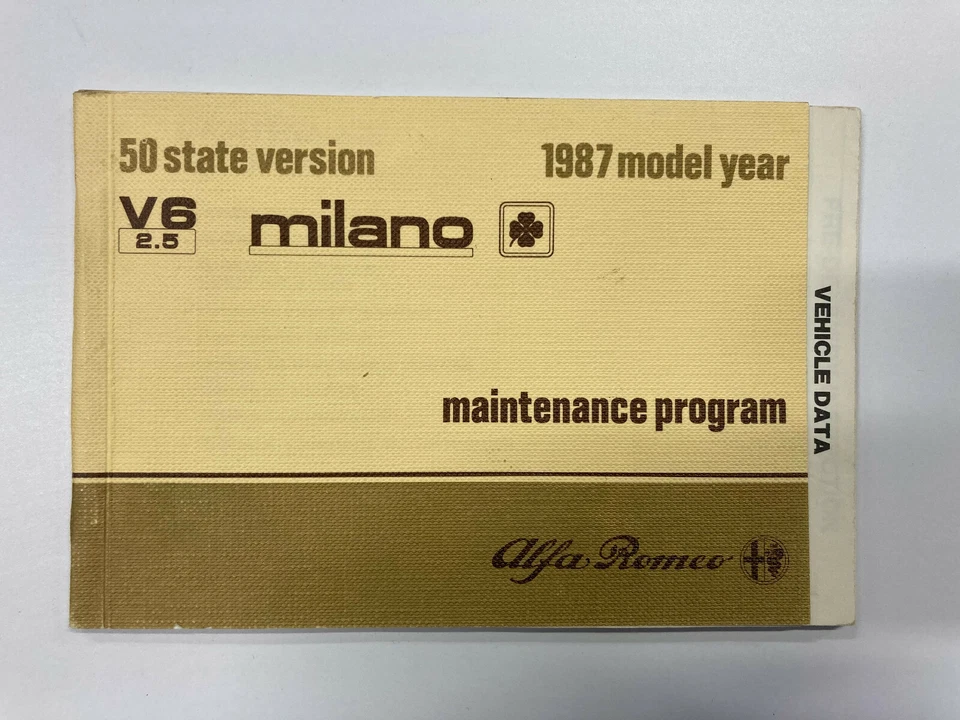 50 state version 1987 model year
V6
2.5
milano
maintenance program
Alfa Romeo
VEHICLE DATA